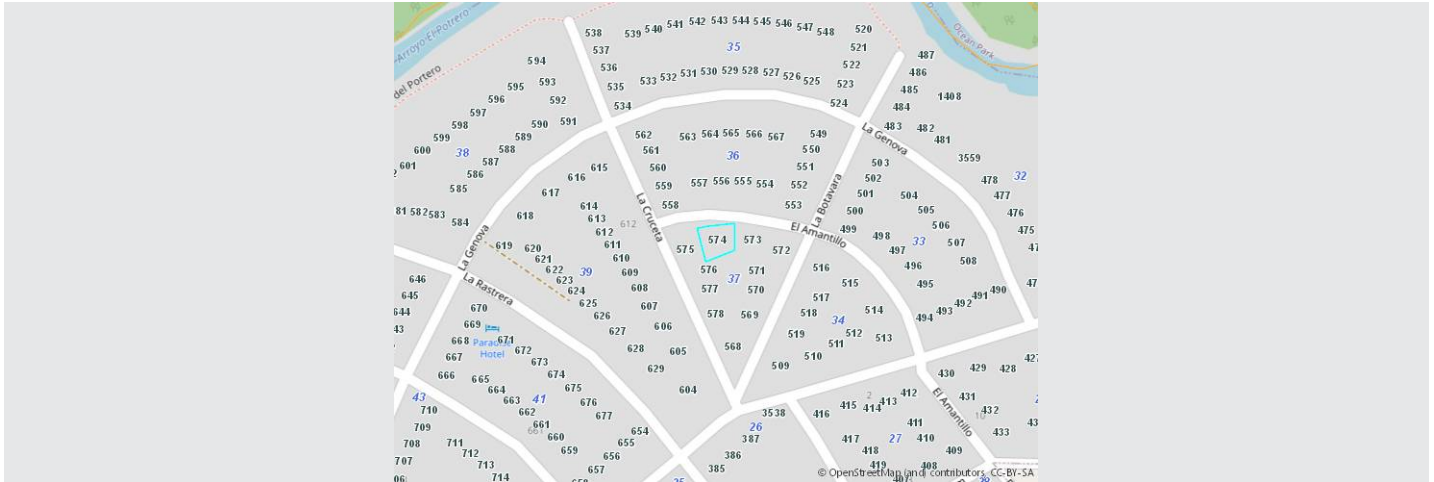 538 539 540 541 542 543 544 545 546 547 548 520
537 35 521
Arroyo El Potrero
Ocean Park
594 536 522 487
del Portero
595 593 535 533 532 531 530 529 528 527 526 525 523 486
596 592 534 524 485 1408
597 484
598 590 591 562 563 564 565 566 567 549 La Genova 483 482
599 589 561 550 481
600 38 588 36
601 587 615 560 551 503 3559
586 616 559 557 556 555 554 552 502 478 32
585 617 558 553 501 504 477
La Cruceta
La Botavara
81 582 583 584 618 614 500 505 476
613 612 El Amantillo 499 506 475
La Genova
619 620 612 574 573 498 33 507
621 611 575 572 497 508
622 610 576 571 516 496
623 39 609 577 37 570 515 495
646 La Rastrera 624 608 517 490
645 625 607 578 569 518 514 493 492 491
644 670 626 606 34 494
43 669 627 519 512 513
668 671 Paradise Hotel 672 628 605 568 511
667 673 629 510 509
666 665 674 604 430 429 428 427
664 675
43 663 41 676 412 431
710 662 677 3538 416 415 2 414 413 El Amantillo 432
709 661 661 654 26 411 10 433
708 711 660 655 387 417 27 410
707 712 659 656 386 418 409
713 657 385 419 408
714
© OpenStreetMap (and) contributors, CC-BY-SA